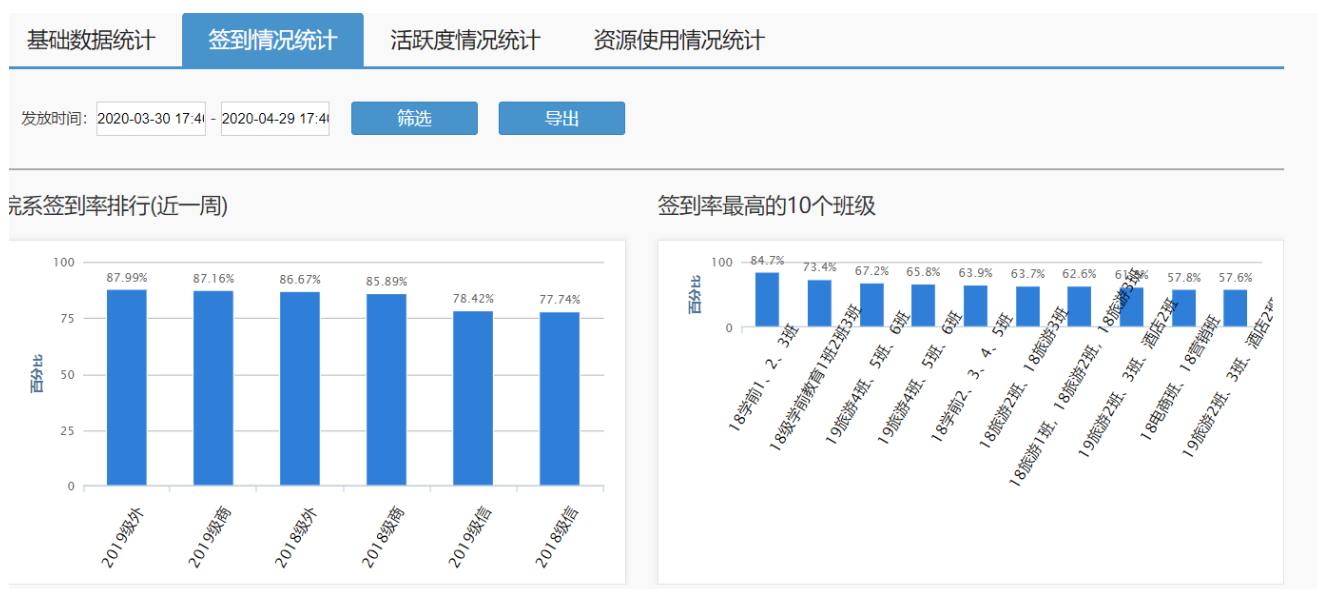 基础数据统计 签到情况统计 活跃度情况统计 资源使用情况统计
发放时间: 2020-03-30 17:4 - 2020-04-29 17:4 筛选 导出
院系签到率排行(近一周)
100
75
50
25
0
百分比
87.99%
87.16%
86.67%
85.89%
78.42%
77.74%
2019级外
2019级商
2018级外
2018级商
2019级信
2018级信
签到率最高的10个班级
100
0
百分比
84.7%
73.4%
67.2%
65.8%
63.9%
63.7%
62.6%
57.8%
57.6%
18学前1、2、3班
18级学前教育1班2班3班
19旅游4班、5班、6班
19旅游4班、5班、6班
18学前2、3、4、5班
18旅游2班、18旅游3班
18旅游1班，18旅游2班，18旅游3班
19旅游2班、3班、酒店2班
18电商班、18营销班
19旅游2班、3班、酒店2班